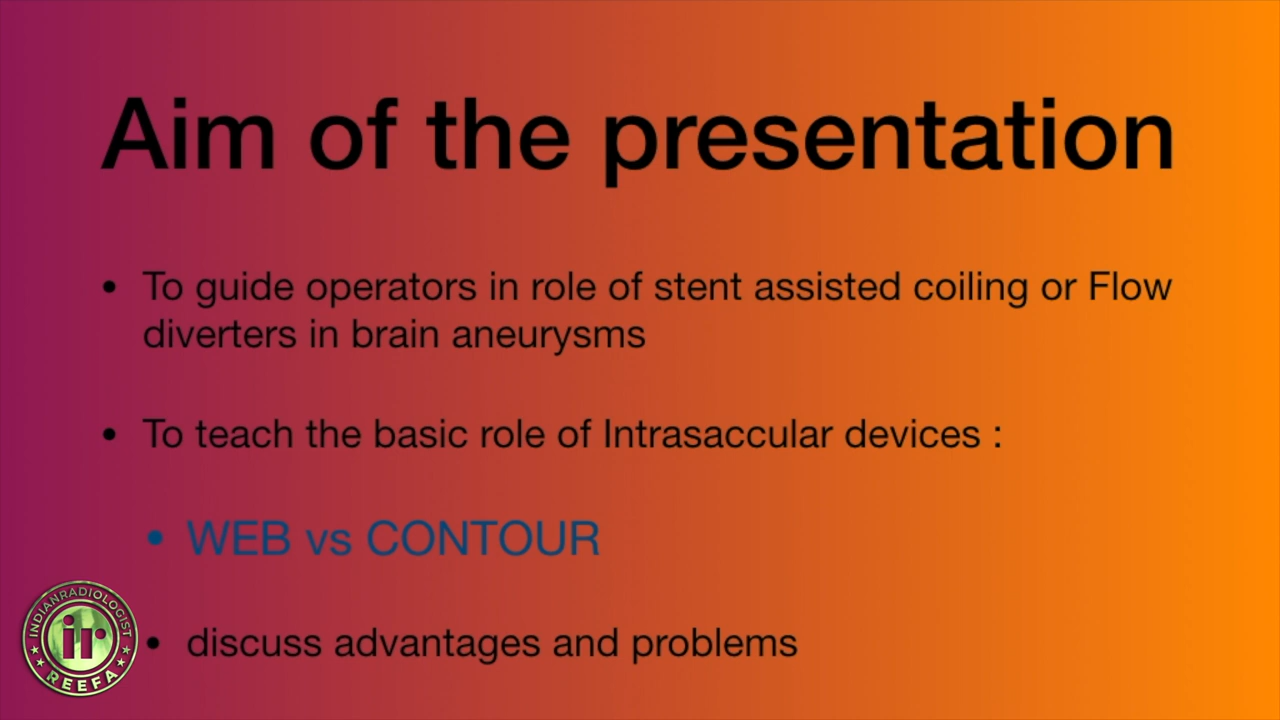 Aim of the presentation
• To guide operators in role of stent assisted coiling or Flow
diverters in brain aneurysms
• To teach the basic role of Intrasaccular devices :
• WEB vs CONTOUR
• discuss advantages and problems
INDIANRADIOLOGIST
ir
REEFA